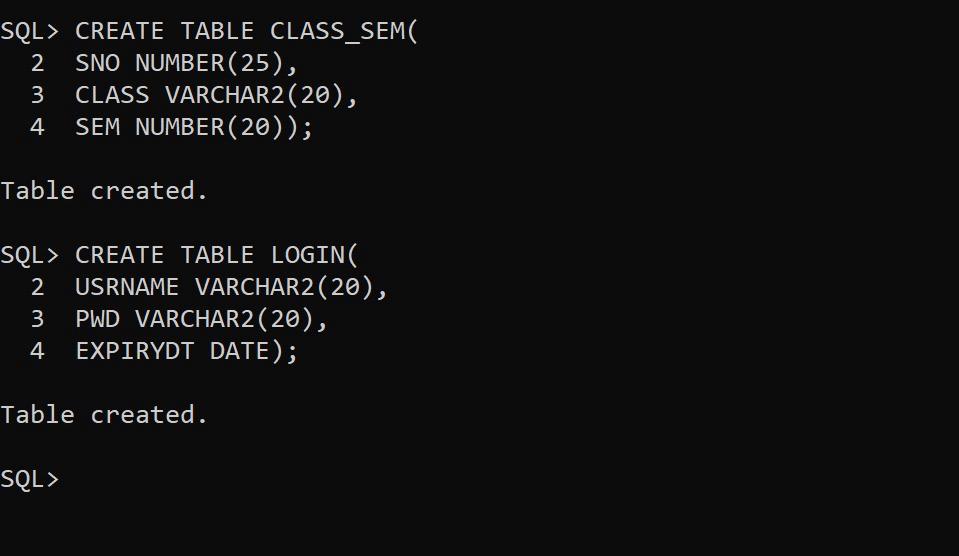 SQL> CREATE TABLE CLASS_SEM(
  2  SNO NUMBER(25),
  3  CLASS VARCHAR2(20),
  4  SEM NUMBER(20));
Table created.
SQL> CREATE TABLE LOGIN(
  2  USRNAME VARCHAR2(20),
  3  PWD VARCHAR2(20),
  4  EXPIRYDT DATE);
Table created.
SQL>